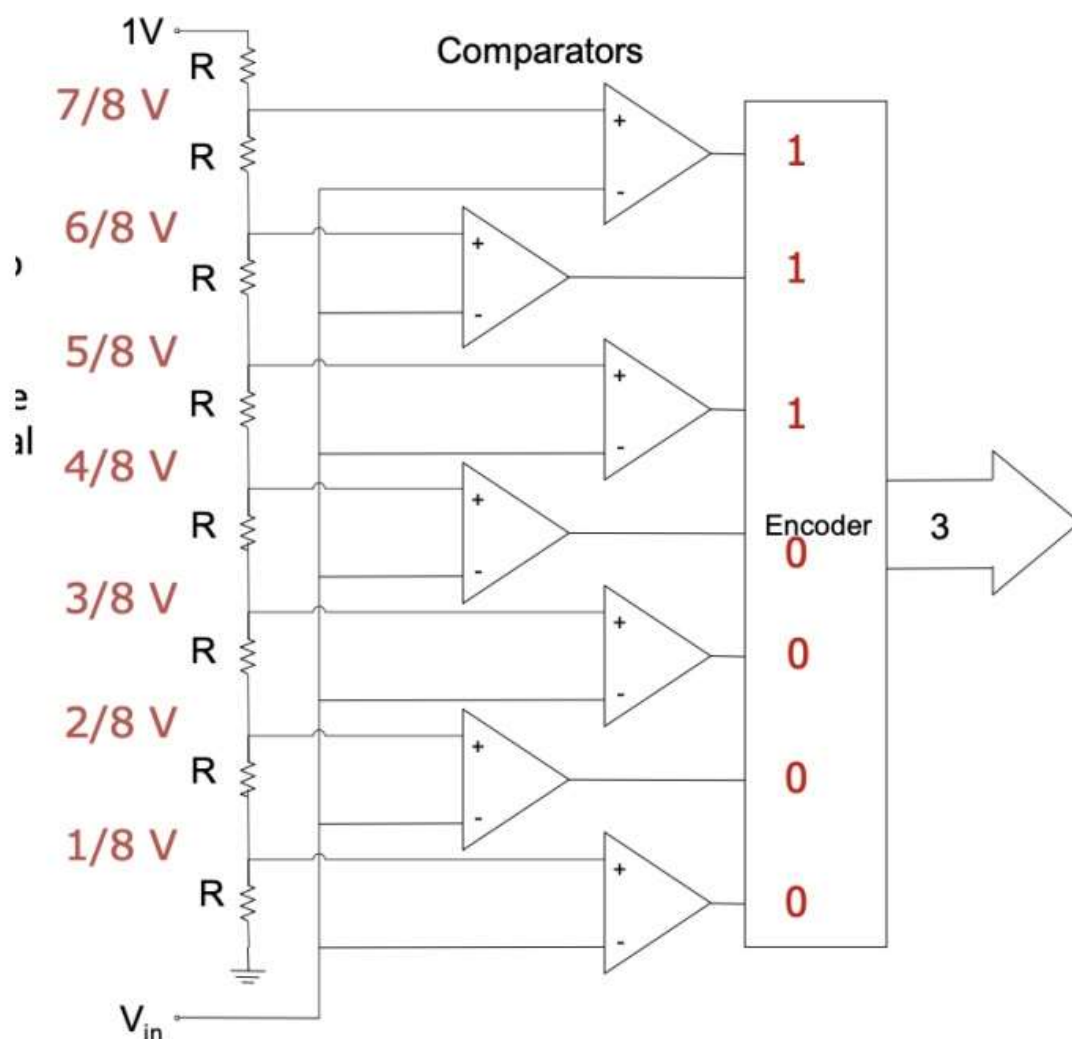 1V
Comparators
R
7/8 V
+
R
1
-
6/8 V
+
R
1
-
5/8 V
+
R
1
-
al
4/8 V
+
Encoder
3
R
0
-
3/8 V
+
R
0
-
2/8 V
+
R
0
-
1/8 V
+
R
0
-
Vin